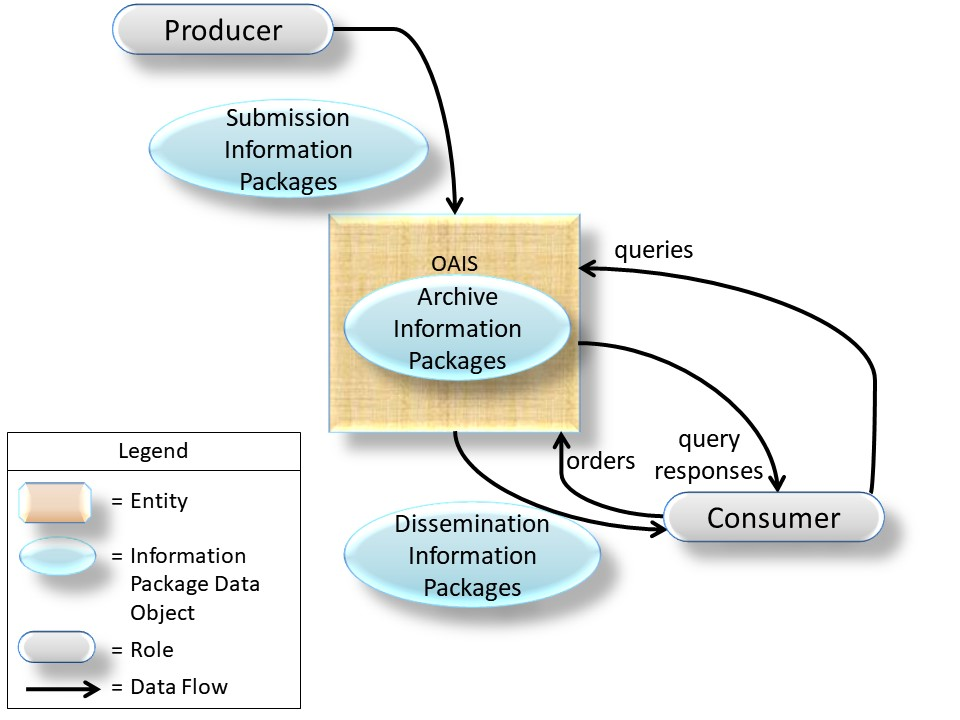 Producer
Submission
Information
Packages
OAIS
Archive
Information
Packages
queries
query
responses
orders
Consumer
Dissemination
Information
Packages
Legend
= Entity
= Information
Package Data
Object
= Role
= Data Flow